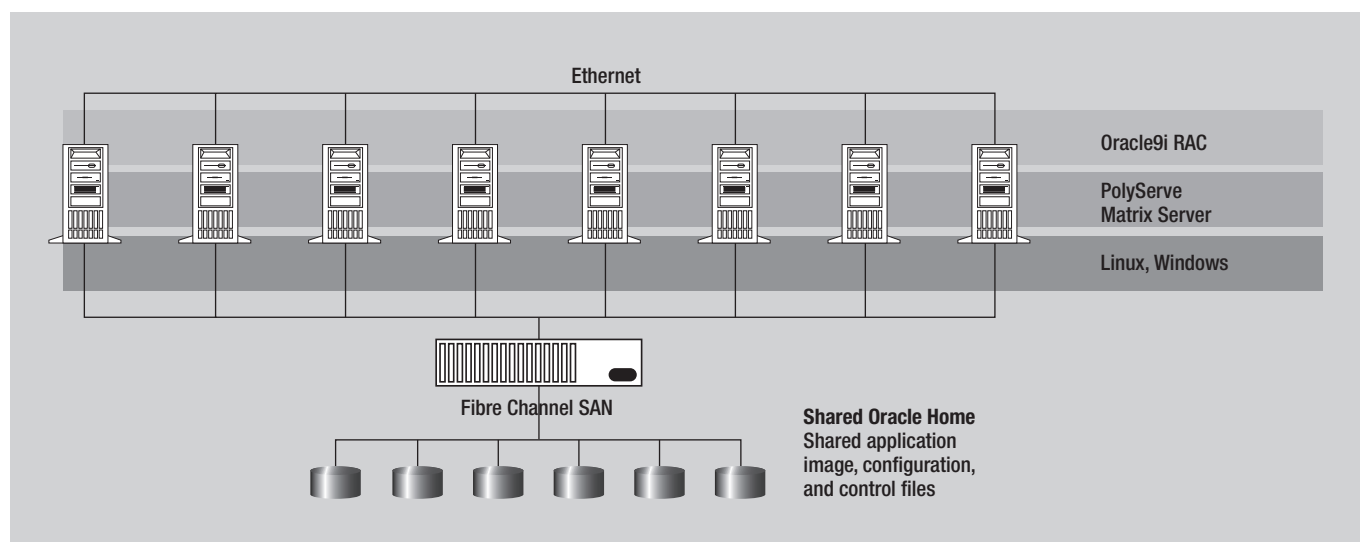 Ethernet
Oracle9i RAC
PolyServe
Matrix Server
Linux, Windows
Fibre Channel SAN
Shared Oracle Home
Shared application
image, configuration,
and control files